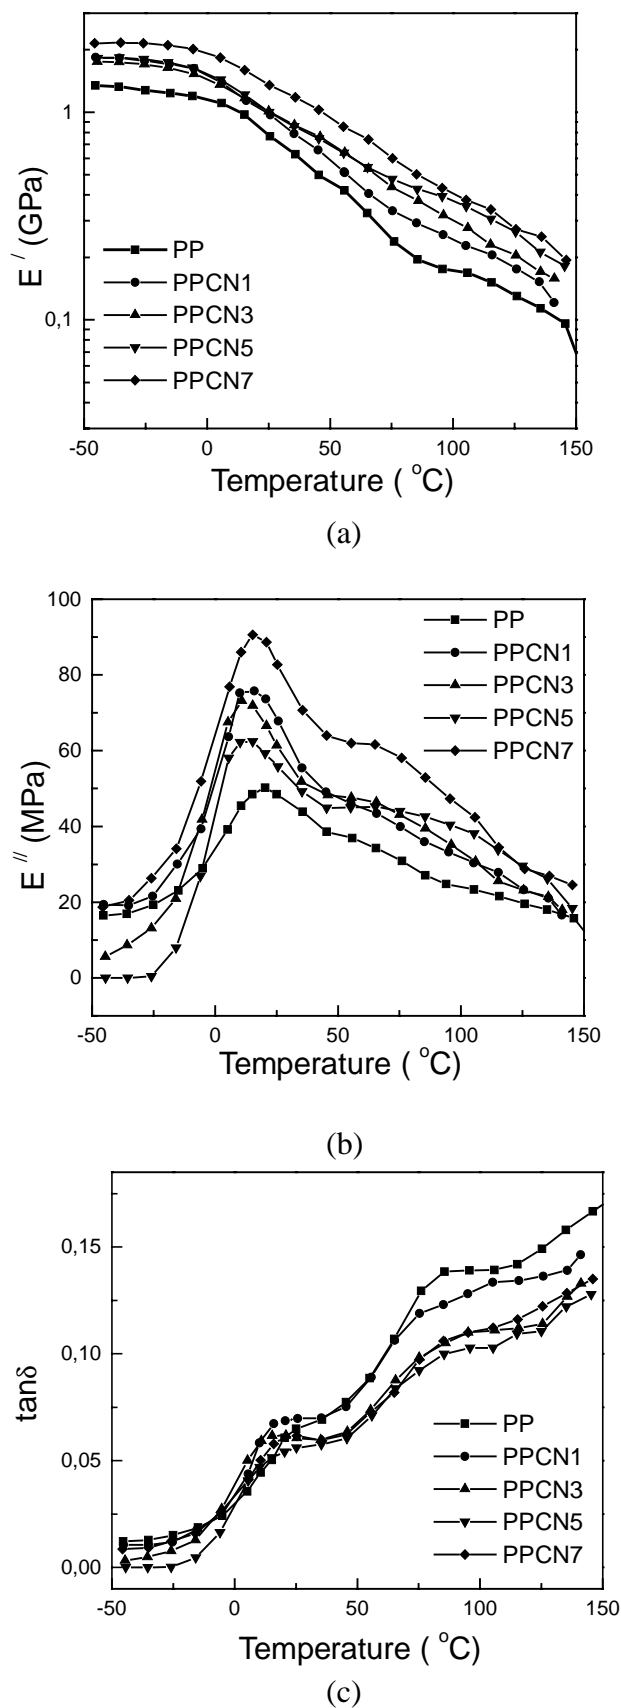 1
0,1
E / (GPa)
PP
PPCN1
PPCN3
PPCN5
PPCN7
-50 0 50 100 150
Temperature ( °C)
(a)
100
80
60
40
20
0
E // (MPa)
PP
PPCN1
PPCN3
PPCN5
PPCN7
-50 0 50 100 150
Temperature ( °C)
(b)
0,15
0,10
0,05
0,00
tanδ
PP
PPCN1
PPCN3
PPCN5
PPCN7
-50 0 50 100 150
Temperature ( °C)
(c)